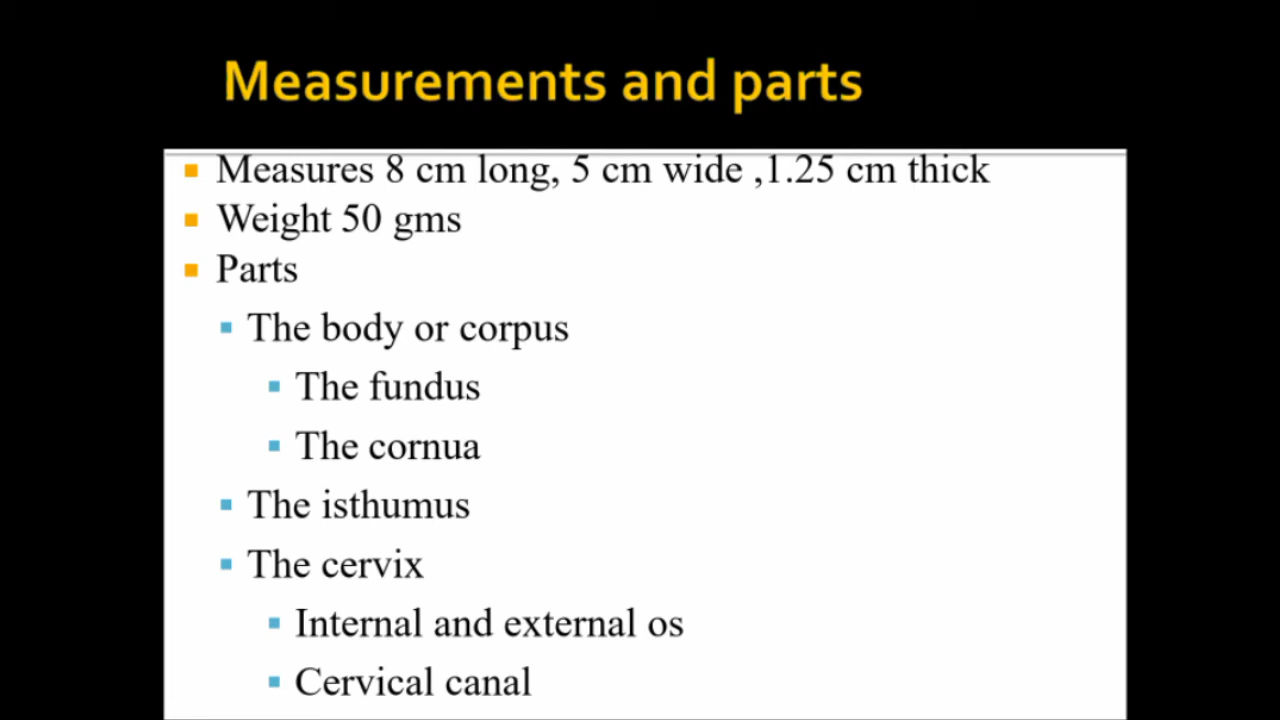 Measurements and parts
Measures 8 cm long, 5 cm wide ,1.25 cm thick
Weight 50 gms
Parts
The body or corpus
The fundus
The cornua
The isthumus
The cervix
Internal and external os
Cervical canal